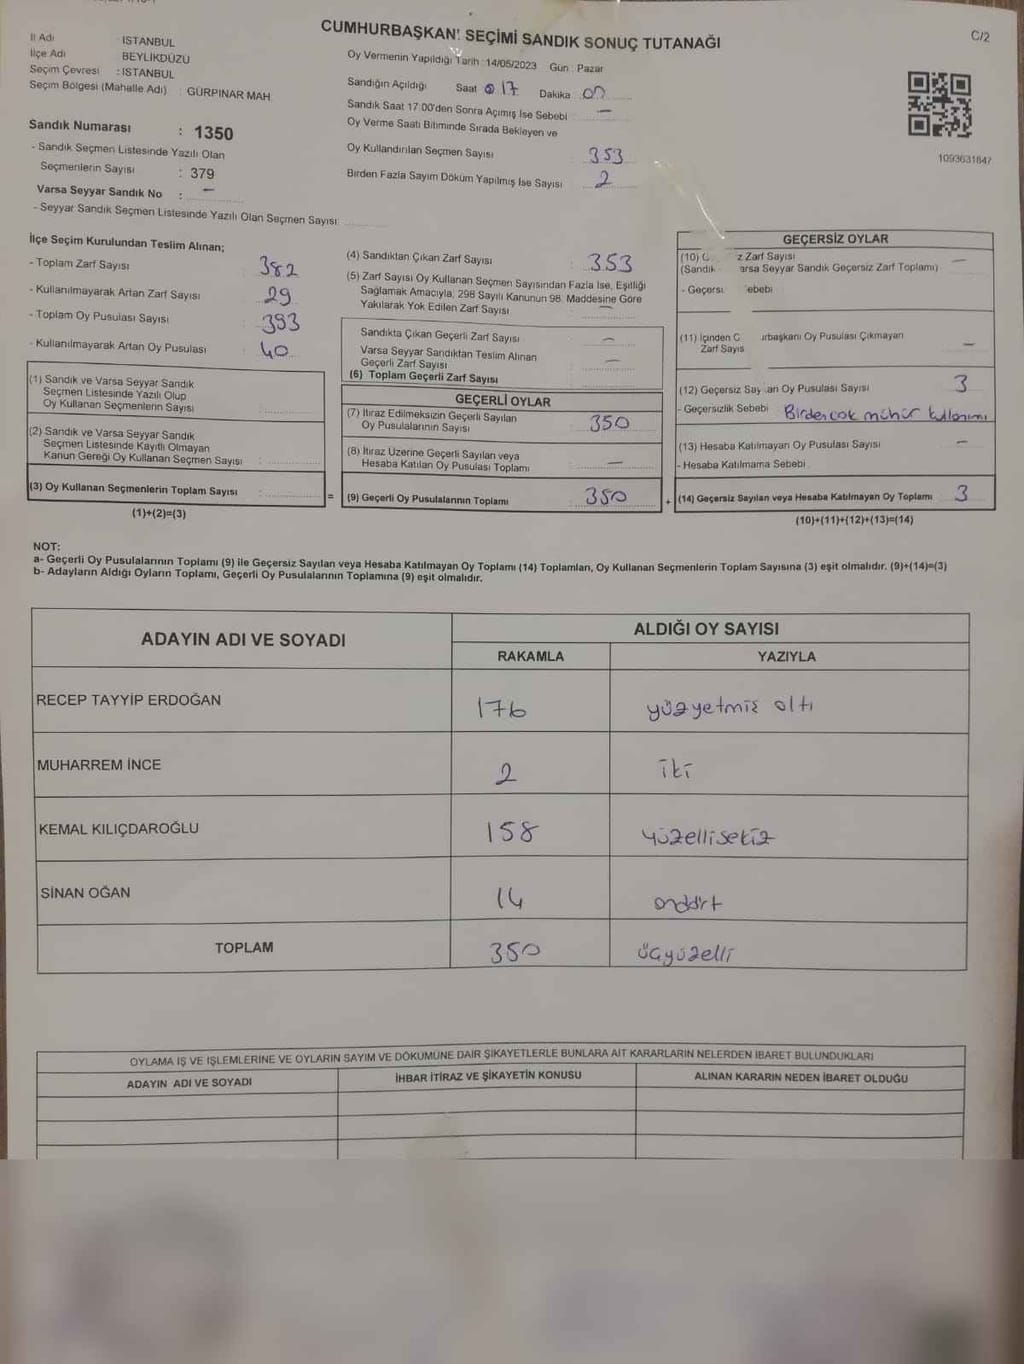 CUMHURBAŞKANI SEÇİMİ SANDIK SONUÇ TUTANAĞI
C/2
İl Adı : İSTANBUL
İlçe Adı BEYLİKDÜZÜ
Seçim Çevresi : İSTANBUL
Seçim Bölgesi (Mahalle Adı) : GÜRPINAR MAH
Sandık Numarası : 1350
- Sandık Seçmen Listesinde Yazılı Olan
Seçmenlerin Sayısı : 379
Varsa Seyyar Sandık No : -
- Seyyar Sandık Seçmen Listesinde Yazılı Olan Seçmen Sayısı:
Oy Vermenin Yapıldığı Tarih : 14/05/2023 Gün : Pazar
Sandığın Açıldığı Saat 17 Dakika 00
Sandık Saat 17:00'den Sonra Açımış İse Sebebi -
Oy Verme Saati Bitiminde Sırada Bekleyen ve
Oy Kullandırılan Seçmen Sayısı 353
Birden Fazla Sayım Döküm Yapılmış İse Sayısı 2
1093631847
İlçe Seçim Kurulundan Teslim Alınan;
- Toplam Zarf Sayısı 382
- Kullanılmayarak Artan Zarf Sayısı 29
- Toplam Oy Pusulası Sayısı 393
- Kullanılmayarak Artan Oy Pusulası 40
(1) Sandık ve Varsa Seyyar Sandık
Seçmen Listesinde Yazılı Olup
Oy Kullanan Seçmenlerin Sayısı
(2) Sandık ve Varsa Seyyar Sandık
Seçmen Listesinde Kayıtlı Olmayan
Kanun Gereği Oy Kullanan Seçmen Sayısı :
(3) Oy Kullanan Seçmenlerin Toplam Sayısı :
(1)+(2)=(3)
=
(4) Sandıktan Çıkan Zarf Sayısı : 353
(5) Zarf Sayısı Oy Kullanan Seçmen Sayısından Fazla İse, Eşitliği
Sağlamak Amacıyla, 298 Sayılı Kanunun 98. Maddesine Göre
Yakılarak Yok Edilen Zarf Sayısı
Sandıkta Çıkan Geçerli Zarf Sayısı -
Varsa Seyyar Sandıktan Teslim Alınan
Geçerli Zarf Sayısı -
(6) Toplam Geçerli Zarf Sayısı
GEÇERLİ OYLAR
(7) İtiraz Edilmeksizin Geçerli Sayılan
Oy Pusulalarının Sayısı 350
(8) İtiraz Üzerine Geçerli Sayılan veya
Hesaba Katılan Oy Pusulası Toplamı -
(9) Geçerli Oy Pusulalarının Toplamı 350
+
GEÇERSİZ OYLAR
(10) z Zarf Sayısı -
(Sandık arsa Seyyar Sandık Geçersiz Zarf Toplamı)
- Geçersi ebebi
(11) İçinden C urbaşkanı Oy Pusulası Çıkmayan
Zarf Sayıs -
(12) Geçersiz Say an Oy Pusulası Sayısı 3
- Geçersizlik Sebebi Birden çok mühür kullanımı
(13) Hesaba Katılmayan Oy Pusulası Sayısı -
- Hesaba Katılmama Sebebi
(14) Geçersiz Sayılan veya Hesaba Katılmayan Oy Toplamı 3
(10)+(11)+(12)+(13)=(14)
NOT:
a- Geçerli Oy Pusulalarının Toplamı (9) ile Geçersiz Sayılan veya Hesaba Katılmayan Oy Toplamı (14) Toplamları, Oy Kullanan Seçmenlerin Toplam Sayısına (3) eşit olmalıdır. (9)+(14)=(3)
b- Adayların Aldığı Oyların Toplamı, Geçerli Oy Pusulalarının Toplamına (9) eşit olmalıdır.
ADAYIN ADI VE SOYADI ALDIĞI OY SAYISI
RAKAMLA YAZIYLA
RECEP TAYYİP ERDOĞAN 176 yüzyetmiş altı
MUHARREM İNCE 2 iki
KEMAL KILIÇDAROĞLU 158 yüzellisekiz
SİNAN OĞAN 14 ondört
TOPLAM 350 üçyüzelli
OYLAMA İŞ VE İŞLEMLERİNE VE OYLARIN SAYIM VE DÖKÜMÜNE DAİR ŞİKAYETLERLE BUNLARA AİT KARARLARIN NELERDEN İBARET BULUNDUKLARI
ADAYIN ADI VE SOYADI İHBAR İTİRAZ VE ŞİKAYETİN KONUSU ALINAN KARARIN NEDEN İBARET OLDUĞU